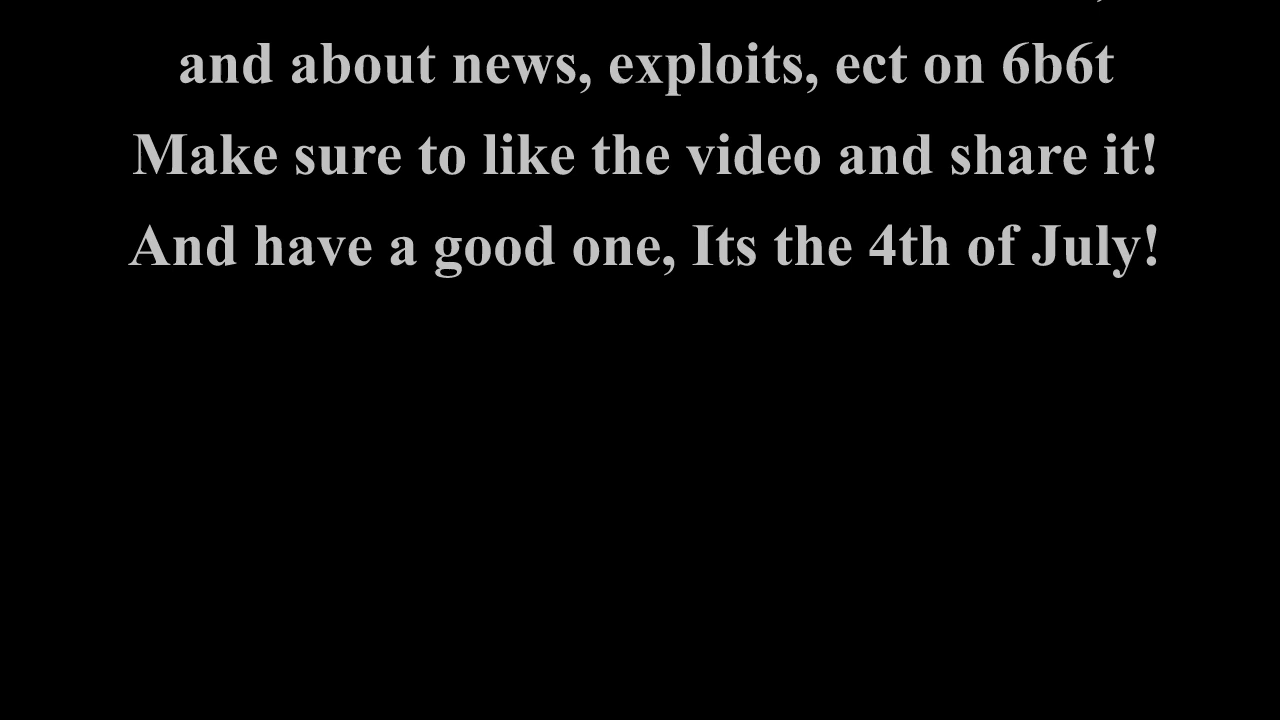 and about news, exploits, ect on 6b6t
Make sure to like the video and share it!
And have a good one, Its the 4th of July!